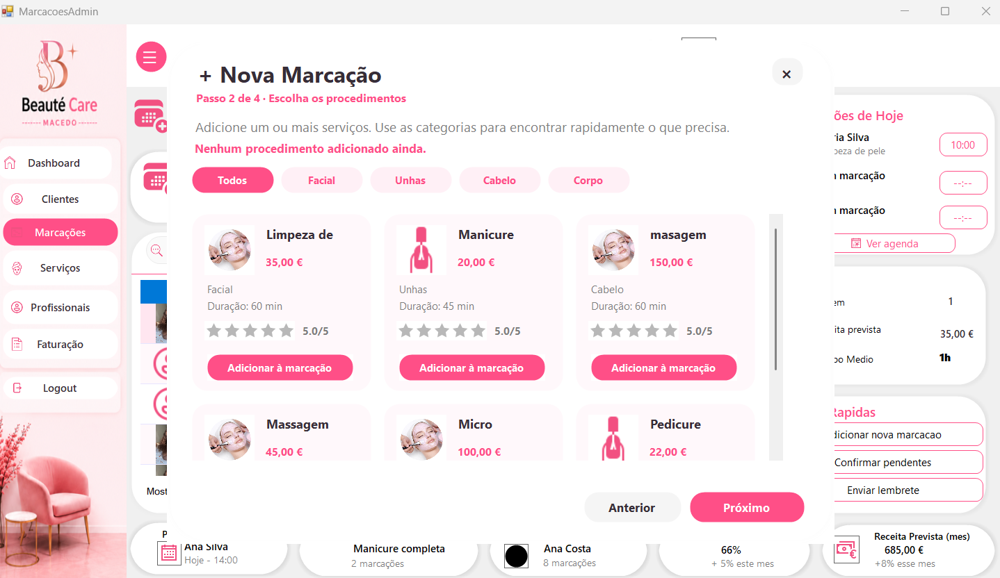 MarcacoesAdmin
B
Beauté Care
MACEDO
Dashboard
Clientes
Marcações
Serviços
Profissionais
Faturação
Logout
+ Nova Marcação
×
Passo 2 de 4 · Escolha os procedimentos
Adicione um ou mais serviços. Use as categorias para encontrar rapidamente o que precisa.
Nenhum procedimento adicionado ainda.
Todos
Facial
Unhas
Cabelo
Corpo
Limpeza de
35,00 €
Facial
Duração: 60 min
5.0/5
Adicionar à marcação
Manicure
20,00 €
Unhas
Duração: 45 min
5.0/5
Adicionar à marcação
masagem
150,00 €
Cabelo
Duração: 60 min
5.0/5
Adicionar à marcação
Massagem
45,00 €
Micro
100,00 €
Pedicure
22,00 €
Anterior
Próximo
ões de Hoje
ria Silva
peza de pele
10:00
marcação
--:--
marcação
--:--
Ver agenda
em
1
ita prevista
35,00 €
po Medio
1h
Rapidas
dicionar nova marcacao
Confirmar pendentes
Enviar lembrete
Most
P
Ana Silva
Hoje - 14:00
Manicure completa
2 marcações
Ana Costa
8 marcações
66%
+ 5% este mes
Receita Prevista (mes)
685,00 €
+8% esse mes